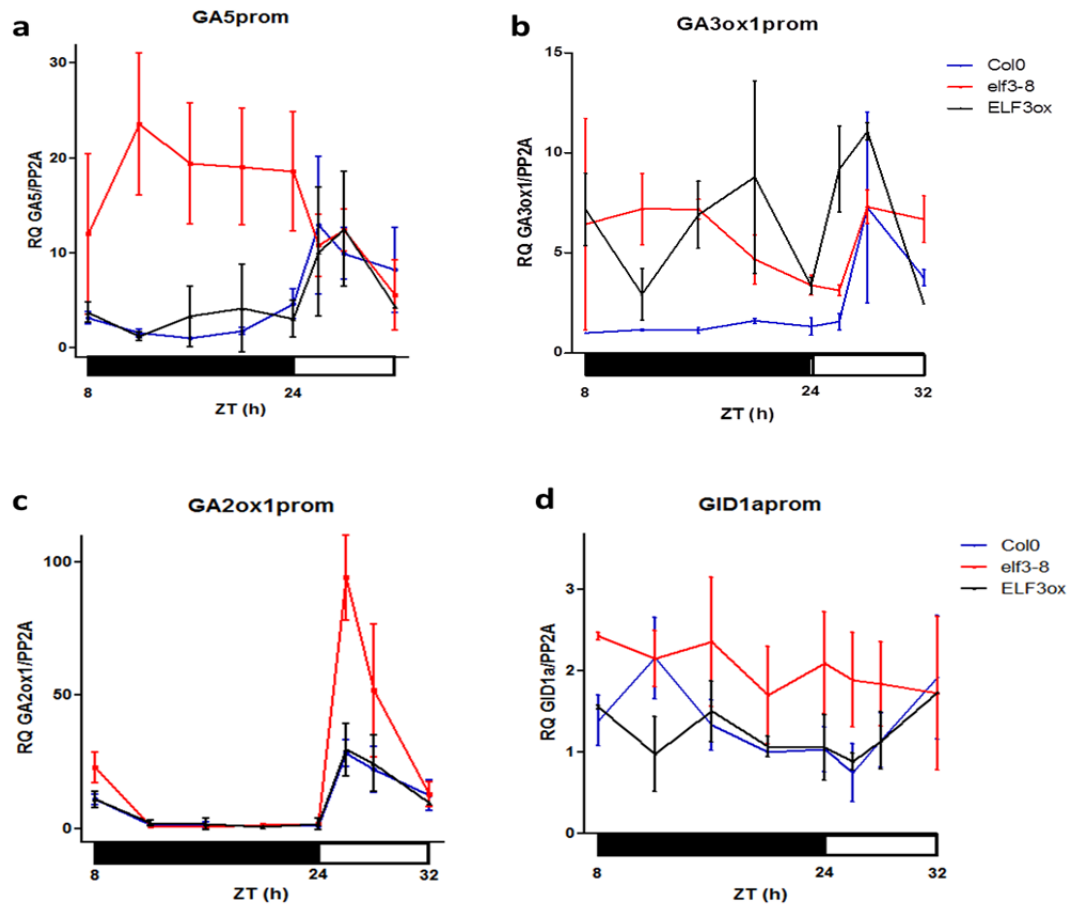 a
GA5prom
RQ GA5/PP2A
30
20
10
0
8
24
ZT (h)
b
GA3ox1prom
RQ GA3ox1/PP2A
15
10
5
0
8
24
32
ZT (h)
Col0
elf3-8
ELF3ox
c
GA2ox1prom
RQ GA2ox1/PP2A
100
50
0
8
24
32
ZT (h)
d
GID1aprom
RQ GID1a/PP2A
3
2
1
0
8
24
32
ZT (h)
Col0
elf3-8
ELF3ox